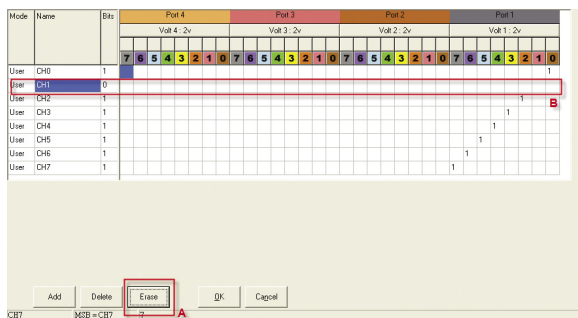 Mode Name Bits Port 4 Port 3 Port 2 Port 1
Volt 4 : 2v Volt 3 : 2v Volt 2 : 2v Volt 1 : 2v
7 6 5 4 3 2 1 0 7 6 5 4 3 2 1 0 7 6 5 4 3 2 1 0 7 6 5 4 3 2 1 0
User CH0 1 1
User CH1 0
B
User CH2 1 1
User CH3 1 1
User CH4 1 1
User CH5 1 1
User CH6 1 1
User CH7 1 1
Add Delete Erase OK Cancel
A
CH7 MSB = CH7 7